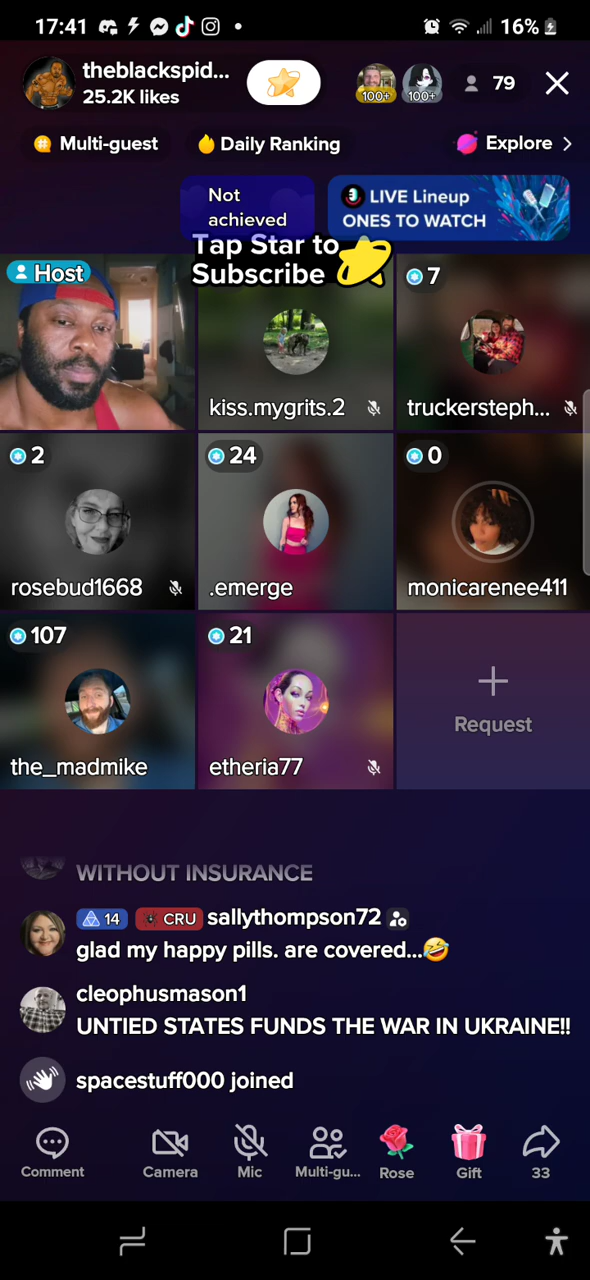 17:41
16%
theblackspid...
25.2K likes
100+
100+
79
Multi-guest
Daily Ranking
Explore >
Not
achieved
LIVE Lineup
ONES TO WATCH
Tap Star to
Subscribe
Host
kiss.mygrits.2
7
truckersteph...
2
rosebud1668
24
.emerge
0
monicarenee411
107
the_madmike
21
etheria77
+
Request
WITHOUT INSURANCE
14 CRU sallythompson72
glad my happy pills. are covered...🤣
cleophusmason1
UNTIED STATES FUNDS THE WAR IN UKRAINE!!
spacestuff000 joined
Comment
Camera
Mic
Multi-gu...
Rose
Gift
33